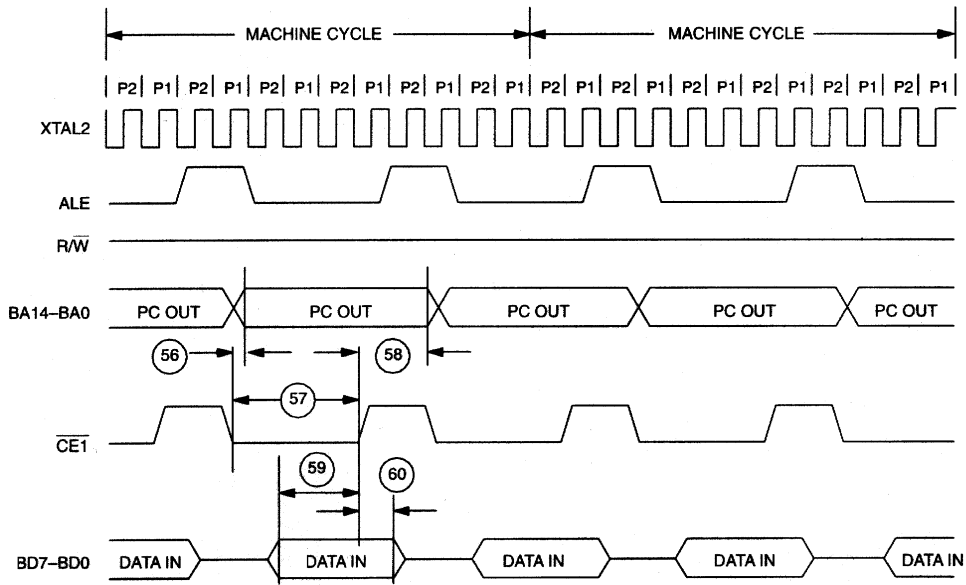 MACHINE CYCLE MACHINE CYCLE
P2 P1 P2 P1 P2 P1 P2 P1 P2 P1 P2 P1 P2 P1 P2 P1 P2 P1 P2 P1 P2 P1 P2 P1
XTAL2
ALE
R/W̅
BA14–BA0 PC OUT PC OUT PC OUT PC OUT PC OUT
56 58
57
C̅E̅1̅
59 60
BD7–BD0 DATA IN DATA IN DATA IN DATA IN DATA IN